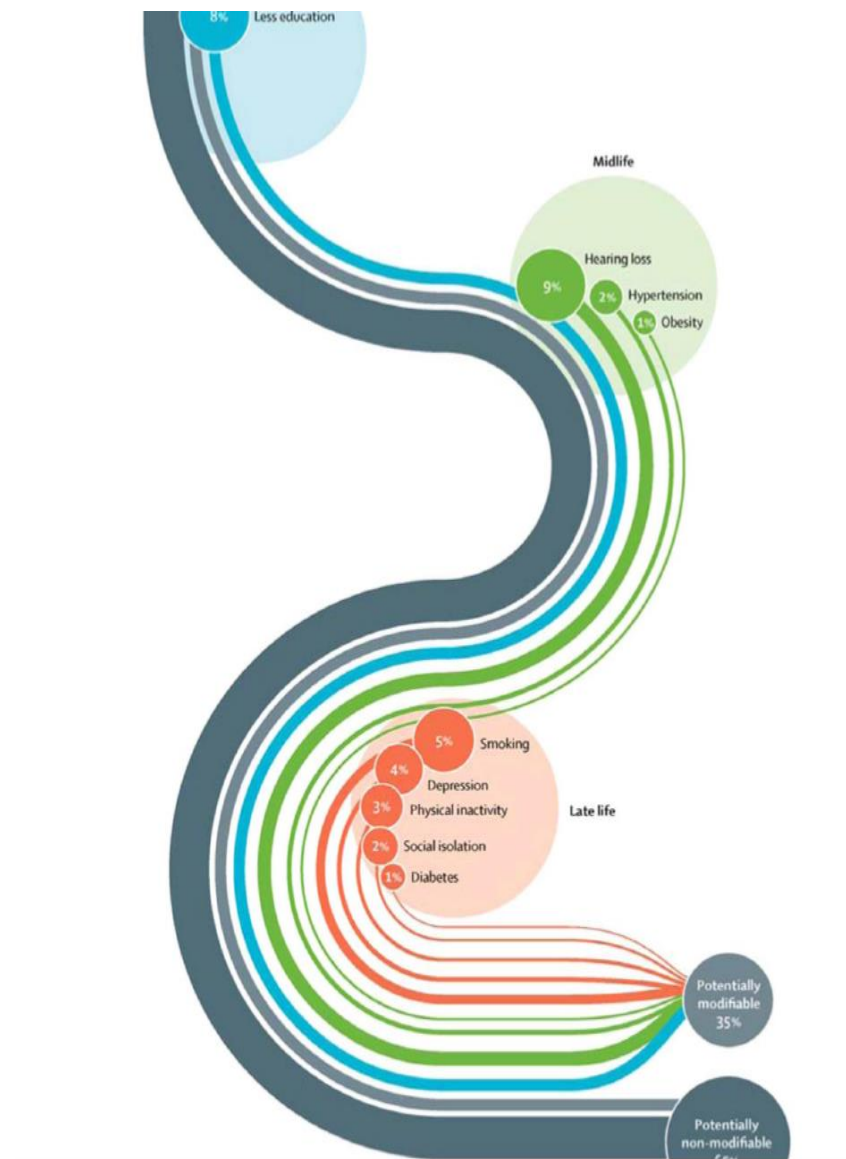 8% Less education
Midlife
Hearing loss
9%
2% Hypertension
1% Obesity
5% Smoking
4%
Depression
3% Physical inactivity
Late life
2% Social isolation
1% Diabetes
Potentially
modifiable
35%
Potentially
non-modifiable